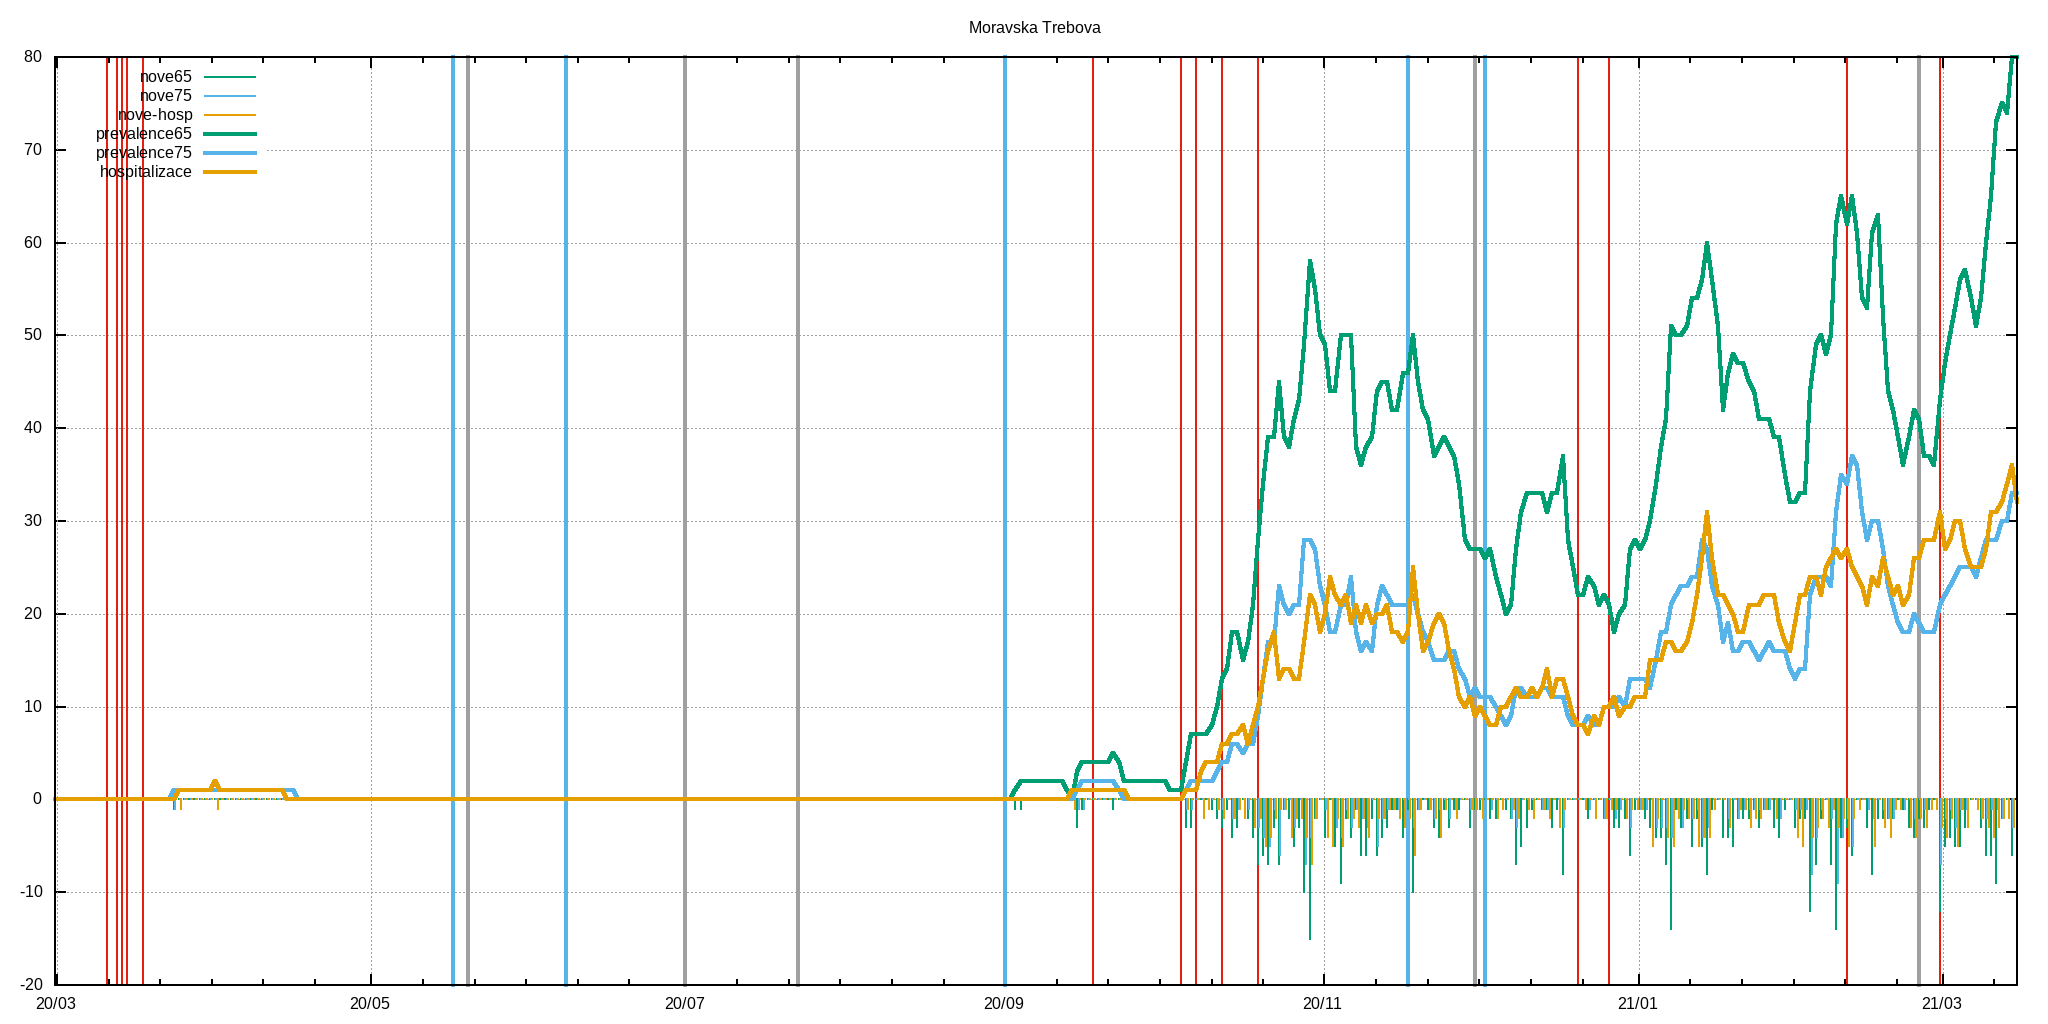 Moravska Trebova
80
nove65
nove75
nove-hosp
prevalence65
prevalence75
hospitalizace
70
60
50
40
30
20
10
0
-10
-20
20/03 20/05 20/07 20/09 20/11 21/01 21/03